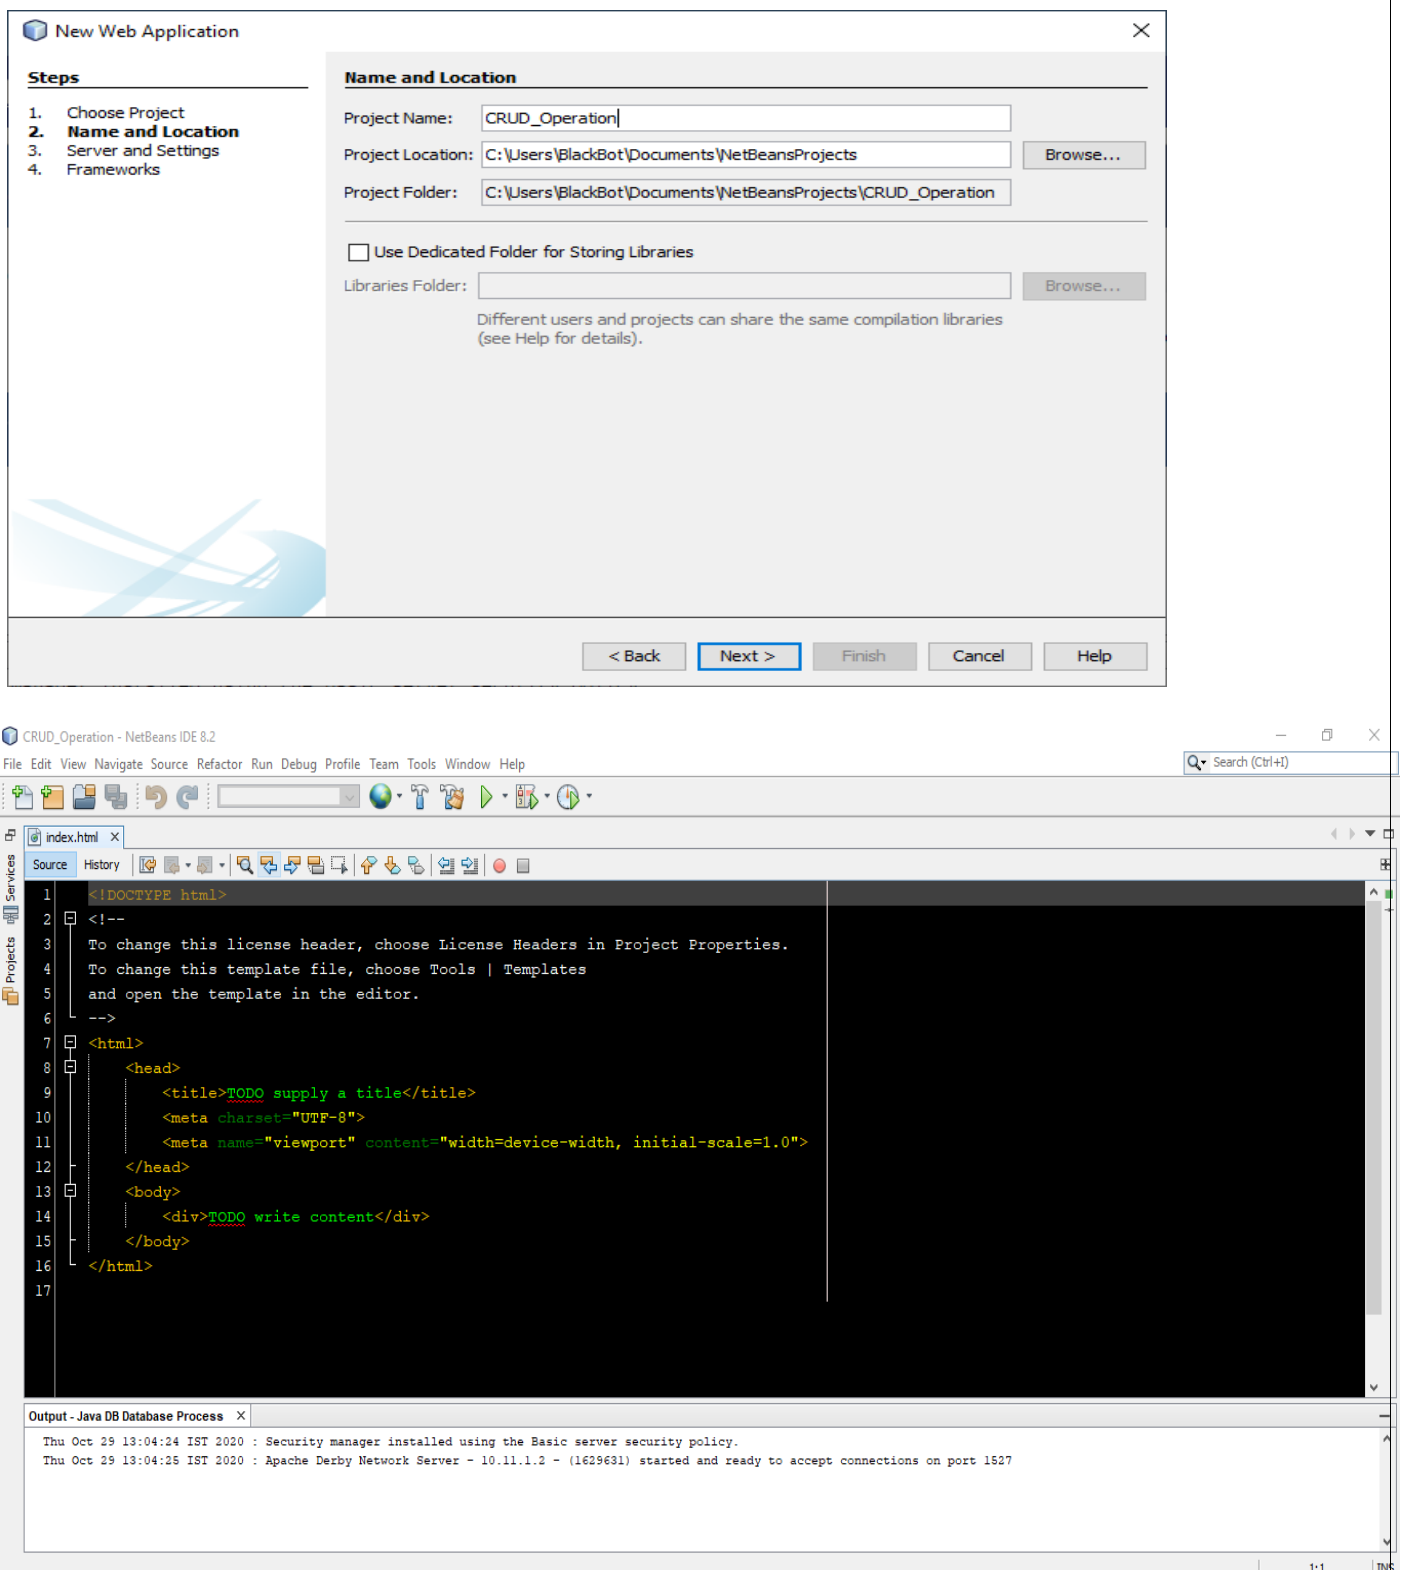 New Web Application
Steps
1. Choose Project
2. Name and Location
3. Server and Settings
4. Frameworks
Name and Location
Project Name: CRUD_Operation
Project Location: C:\Users\BlackBot\Documents\NetBeansProjects Browse...
Project Folder: C:\Users\BlackBot\Documents\NetBeansProjects\CRUD_Operation
Use Dedicated Folder for Storing Libraries
Libraries Folder: Browse...
Different users and projects can share the same compilation libraries
(see Help for details).
< Back Next > Finish Cancel Help
CRUD_Operation - NetBeans IDE 8.2
File Edit View Navigate Source Refactor Run Debug Profile Team Tools Window Help
Search (Ctrl+I)
index.html
Source History
Services
Projects
1 <!DOCTYPE html>
2 <!--
3 To change this license header, choose License Headers in Project Properties.
4 To change this template file, choose Tools | Templates
5 and open the template in the editor.
6 -->
7 <html>
8 <head>
9 <title>TODO supply a title</title>
10 <meta charset="UTF-8">
11 <meta name="viewport" content="width=device-width, initial-scale=1.0">
12 </head>
13 <body>
14 <div>TODO write content</div>
15 </body>
16 </html>
17
Output - Java DB Database Process
Thu Oct 29 13:04:24 IST 2020 : Security manager installed using the Basic server security policy.
Thu Oct 29 13:04:25 IST 2020 : Apache Derby Network Server - 10.11.1.2 - (1629631) started and ready to accept connections on port 1527
1:1 INS